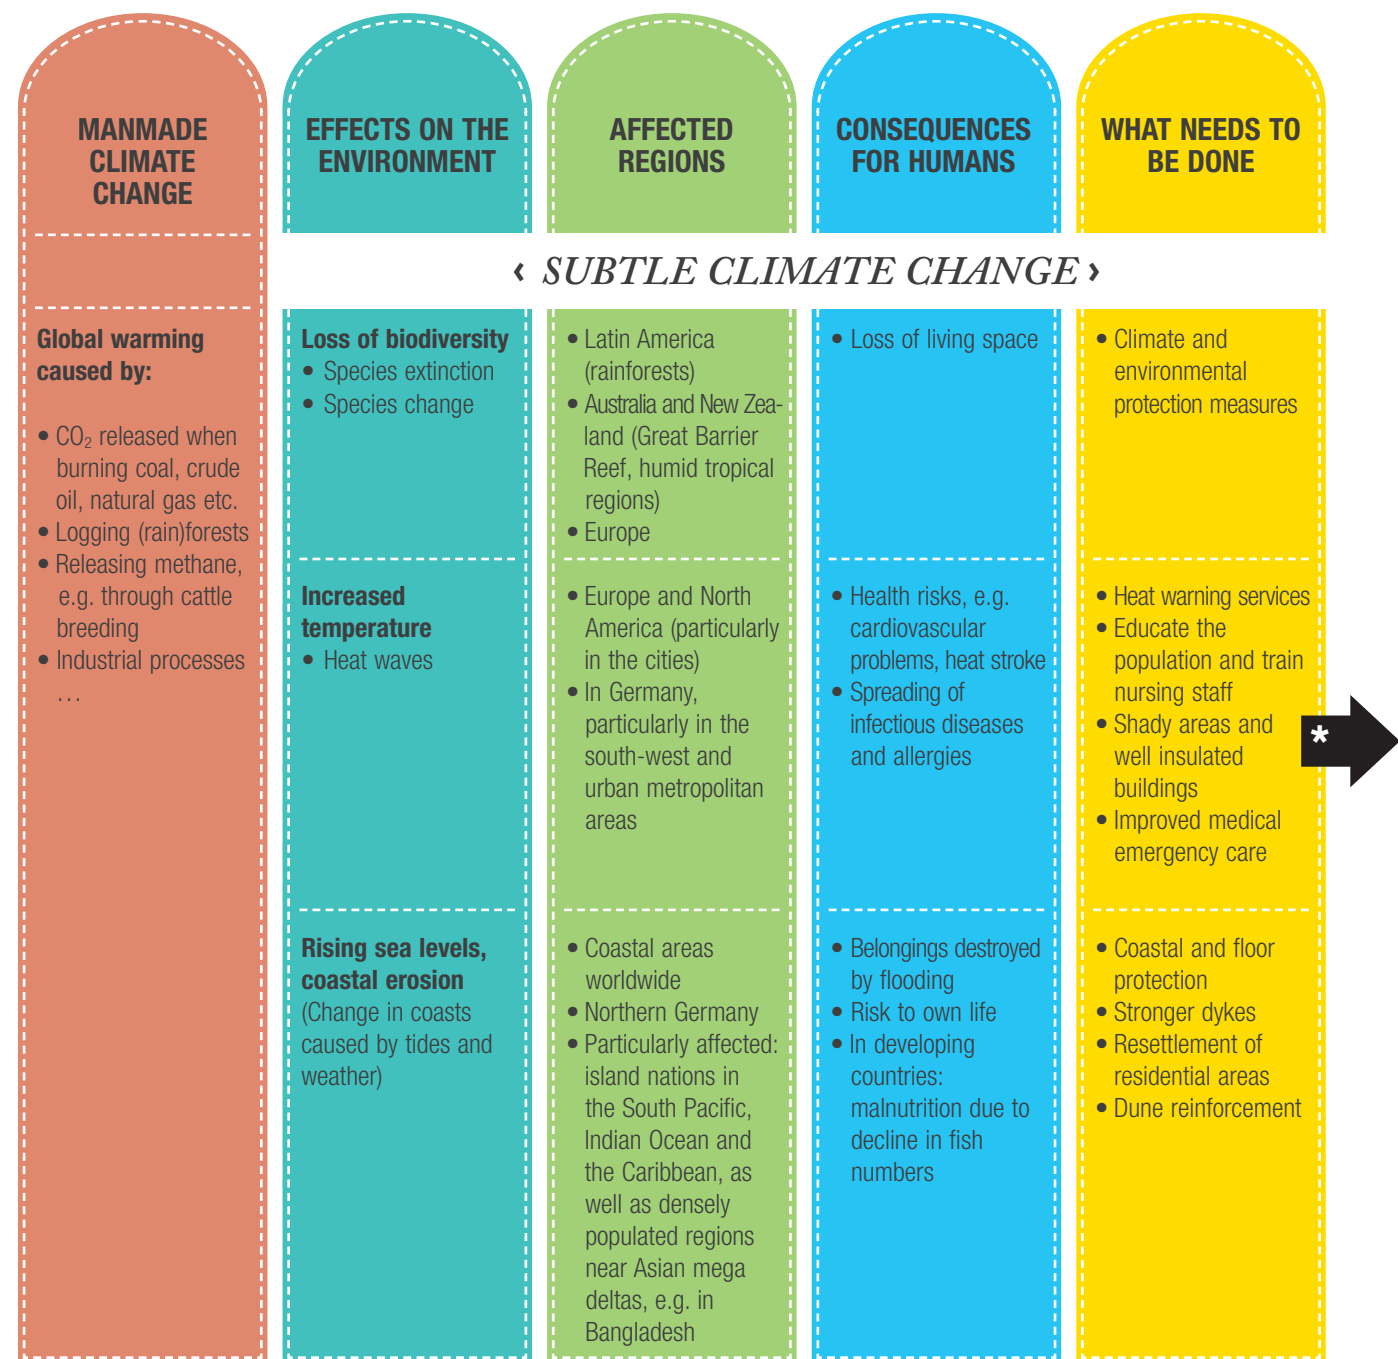 MANMADE
CLIMATE
CHANGE
EFFECTS ON THE
ENVIRONMENT
AFFECTED
REGIONS
CONSEQUENCES
FOR HUMANS
WHAT NEEDS TO
BE DONE
‹ SUBTLE CLIMATE CHANGE ›
Global warming
caused by:
• CO₂ released when
burning coal, crude
oil, natural gas etc.
• Logging (rain)forests
• Releasing methane,
e.g. through cattle
breeding
• Industrial processes
...
Loss of biodiversity
• Species extinction
• Species change
• Latin America
(rainforests)
• Australia and New Zea-
land (Great Barrier
Reef, humid tropical
regions)
• Europe
• Loss of living space
• Climate and
environmental
protection measures
Increased
temperature
• Heat waves
• Europe and North
America (particularly
in the cities)
• In Germany,
particularly in the
south-west and
urban metropolitan
areas
• Health risks, e.g.
cardiovascular
problems, heat stroke
• Spreading of
infectious diseases
and allergies
• Heat warning services
• Educate the
population and train
nursing staff
• Shady areas and
well insulated
buildings
• Improved medical
emergency care
*
Rising sea levels,
coastal erosion
(Change in coasts
caused by tides and
weather)
• Coastal areas
worldwide
• Northern Germany
• Particularly affected:
island nations in
the South Pacific,
Indian Ocean and
the Caribbean, as
well as densely
populated regions
near Asian mega
deltas, e.g. in
Bangladesh
• Belongings destroyed
by flooding
• Risk to own life
• In developing
countries:
malnutrition due to
decline in fish
numbers
• Coastal and floor
protection
• Stronger dykes
• Resettlement of
residential areas
• Dune reinforcement